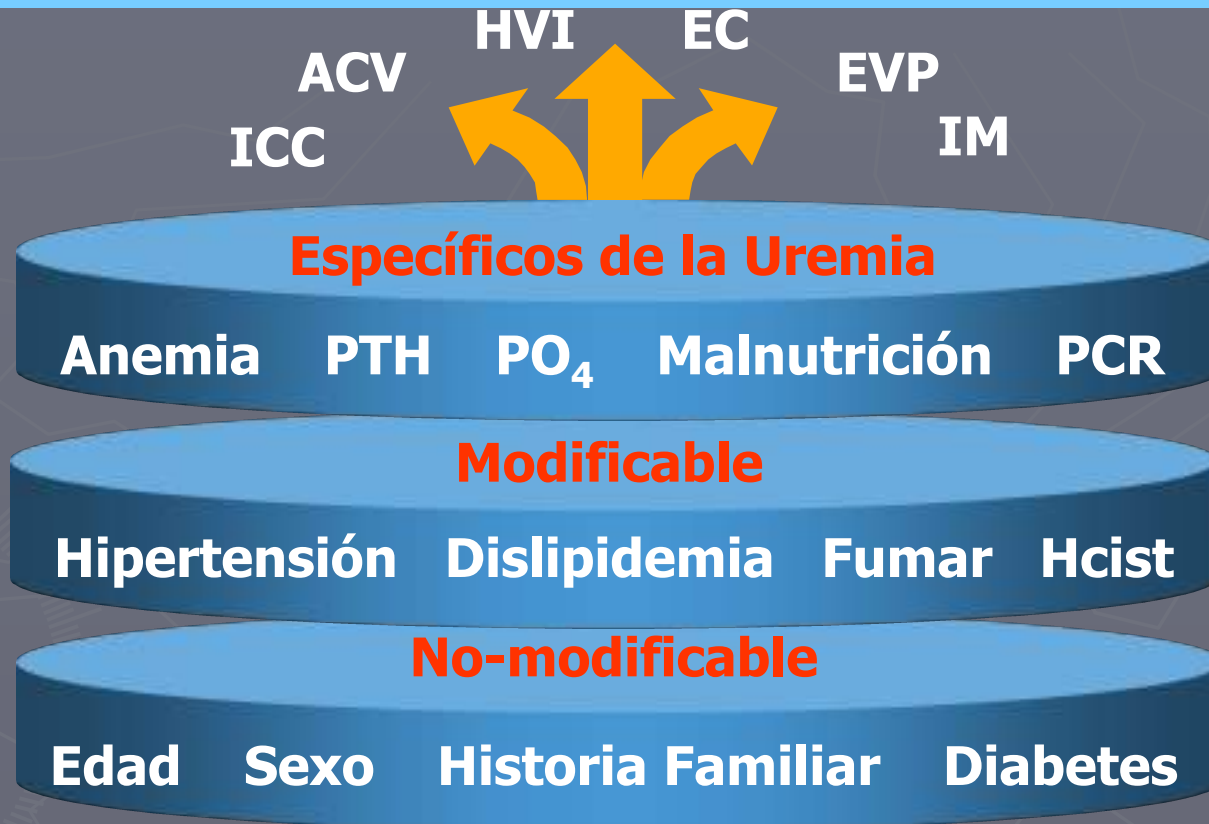 HVI EC
ACV EVP
ICC IM
Específicos de la Uremia
Anemia PTH PO₄ Malnutrición PCR
Modificable
Hipertensión Dislipidemia Fumar Hcist
No-modificable
Edad Sexo Historia Familiar Diabetes